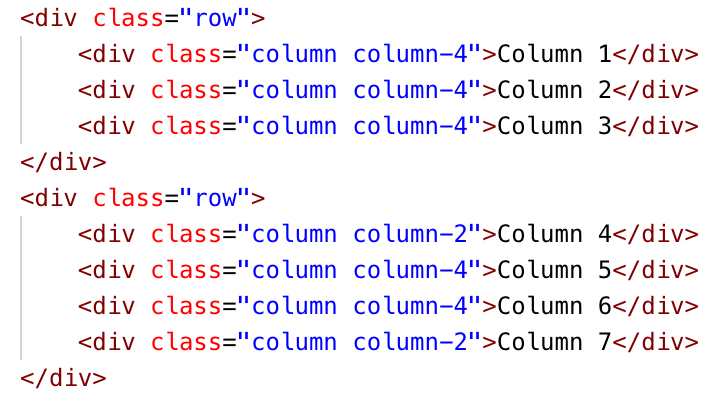 <div class="row">
    <div class="column column-4">Column 1</div>
    <div class="column column-4">Column 2</div>
    <div class="column column-4">Column 3</div>
</div>
<div class="row">
    <div class="column column-2">Column 4</div>
    <div class="column column-4">Column 5</div>
    <div class="column column-4">Column 6</div>
    <div class="column column-2">Column 7</div>
</div>